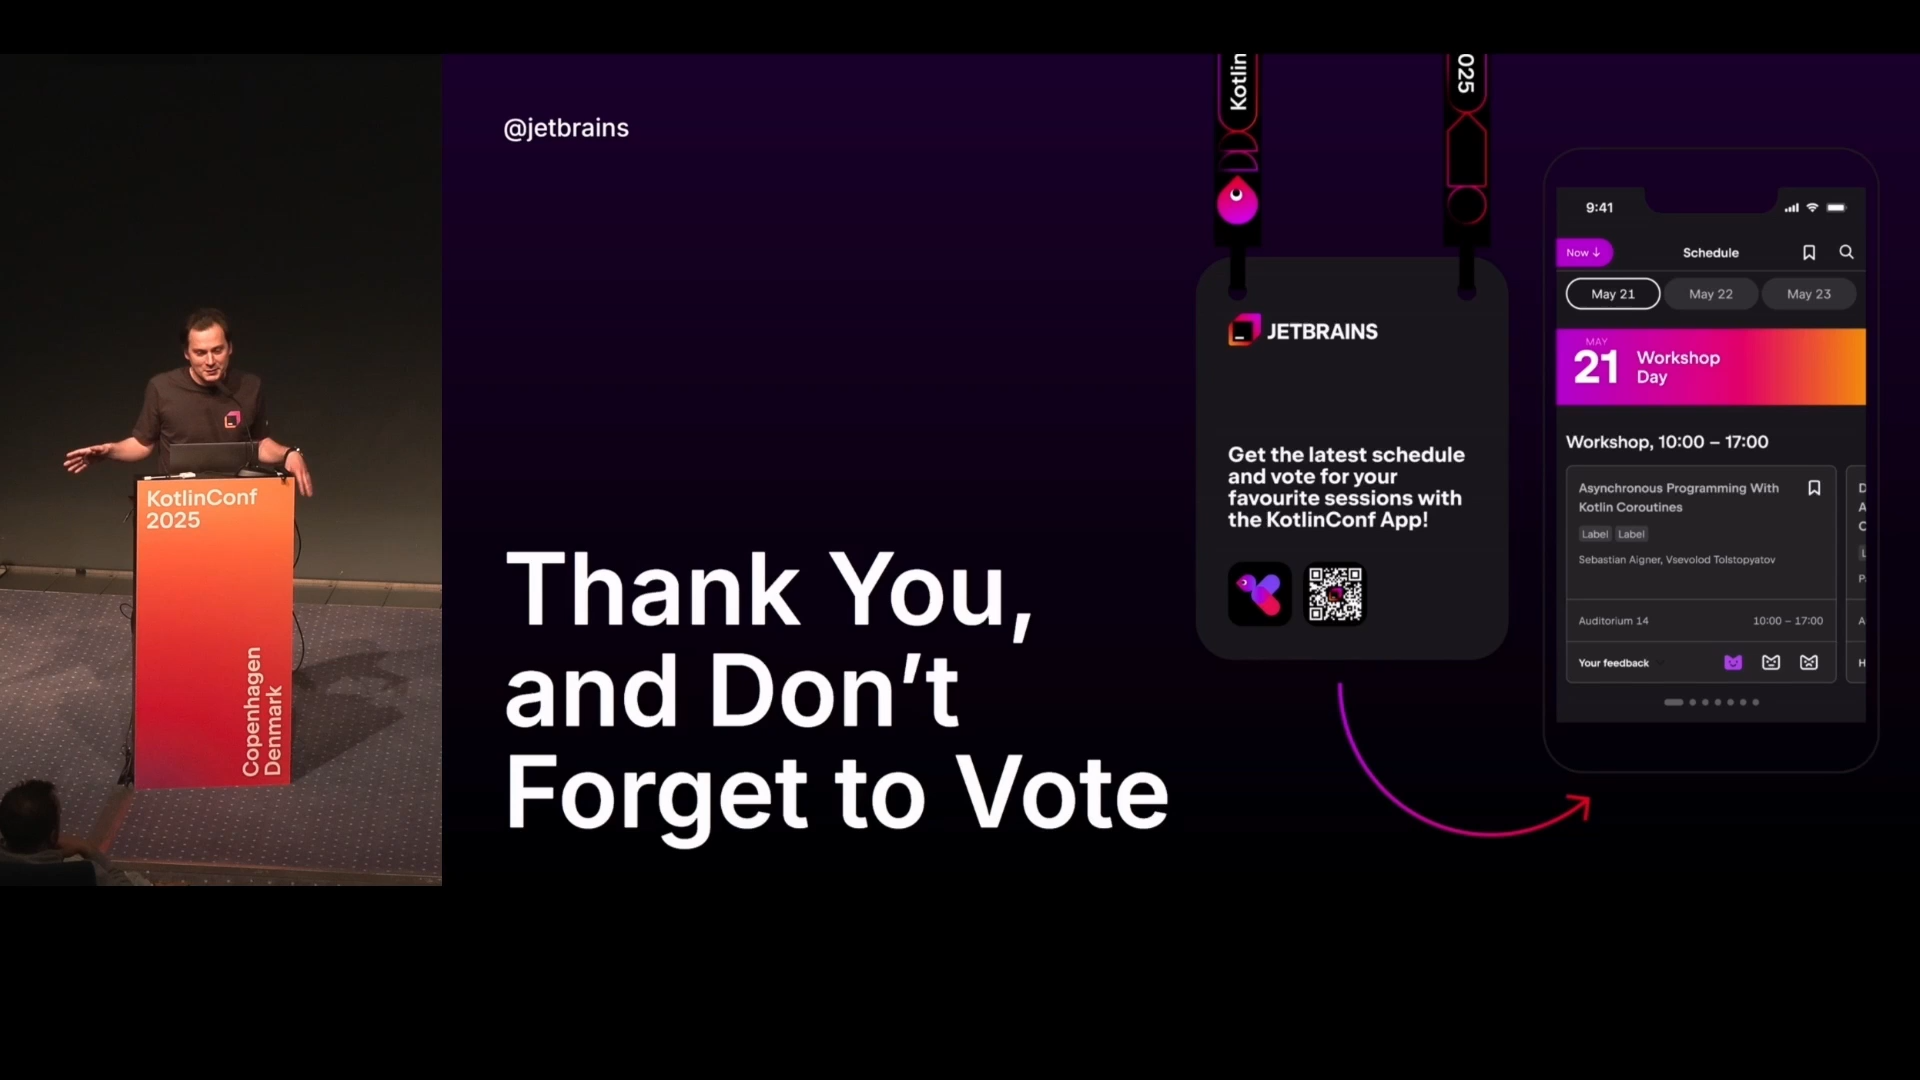 KotlinConf
2025
Copenhagen
Denmark
@jetbrains
Thank You,
and Don’t
Forget to Vote
Kotlin
025
JETBRAINS
Get the latest schedule
and vote for your
favourite sessions with
the KotlinConf App!
9:41
Now ↓
Schedule
May 21
May 22
May 23
MAY
21
Workshop
Day
Workshop, 10:00 – 17:00
Asynchronous Programming With
Kotlin Coroutines
Label Label
Sebastian Aigner, Vsevolod Tolstopyatov
Auditorium 14
10:00 – 17:00
Your feedback
D
A
C
L
P
A
H